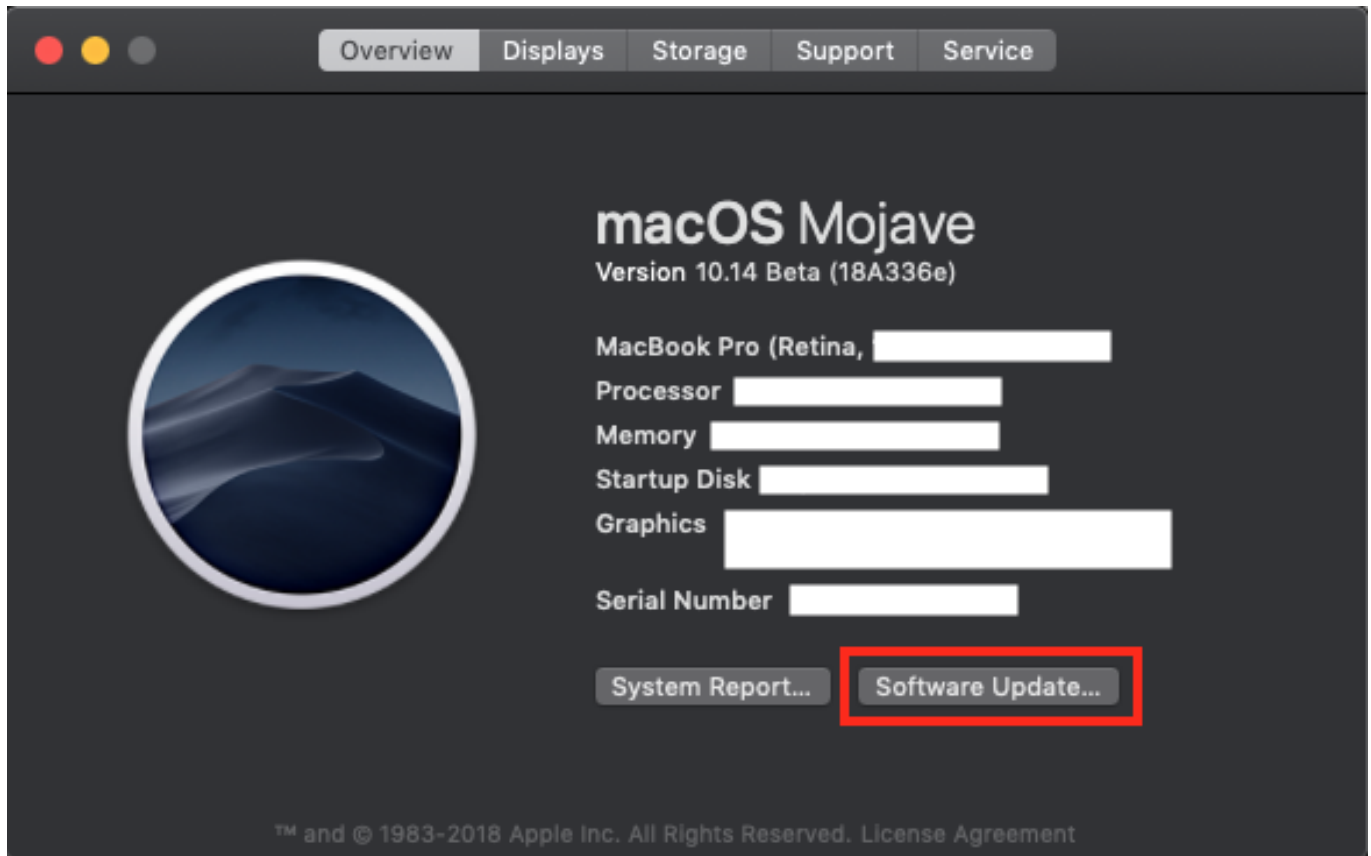 Overview Displays Storage Support Service
macOS Mojave
Version 10.14 Beta (18A336e)
MacBook Pro (Retina,
Processor
Memory
Startup Disk
Graphics
Serial Number
System Report... Software Update...
™ and © 1983-2018 Apple Inc. All Rights Reserved. License Agreement